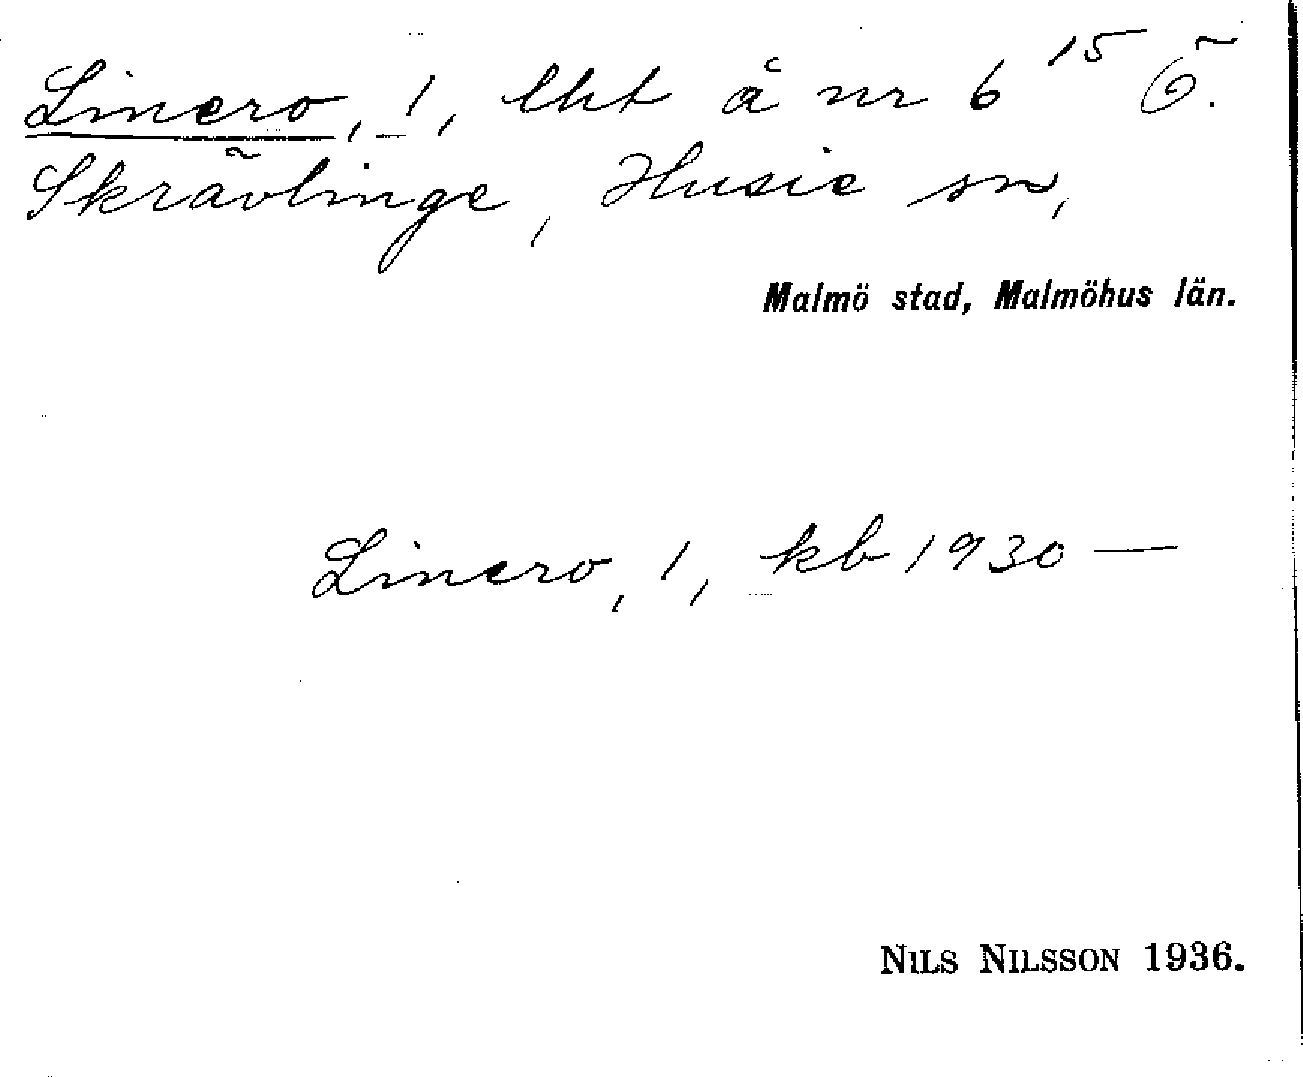 Linero, 1, lht å nr 6 15 Ö.
Skrävlinge, Husie sn,
Malmö stad, Malmöhus län.
Linero, 1, kb 1930—
NILS NILSSON 1936.